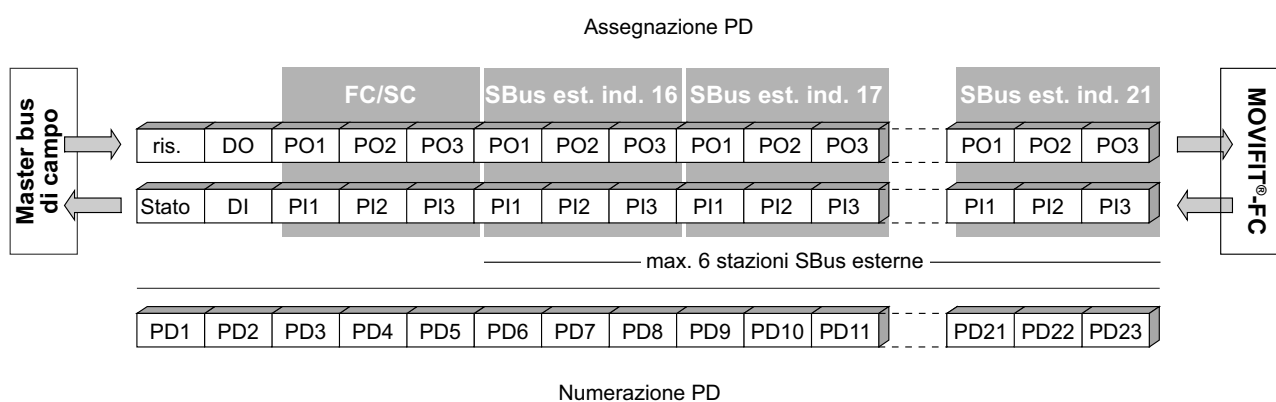 Assegnazione PD
Master bus
di campo
FC/SC SBus est. ind. 16 SBus est. ind. 17 SBus est. ind. 21
ris. DO PO1 PO2 PO3 PO1 PO2 PO3 PO1 PO2 PO3 PO1 PO2 PO3
Stato DI PI1 PI2 PI3 PI1 PI2 PI3 PI1 PI2 PI3 PI1 PI2 PI3
MOVIFIT®-FC
max. 6 stazioni SBus esterne
PD1 PD2 PD3 PD4 PD5 PD6 PD7 PD8 PD9 PD10 PD11 PD21 PD22 PD23
Numerazione PD